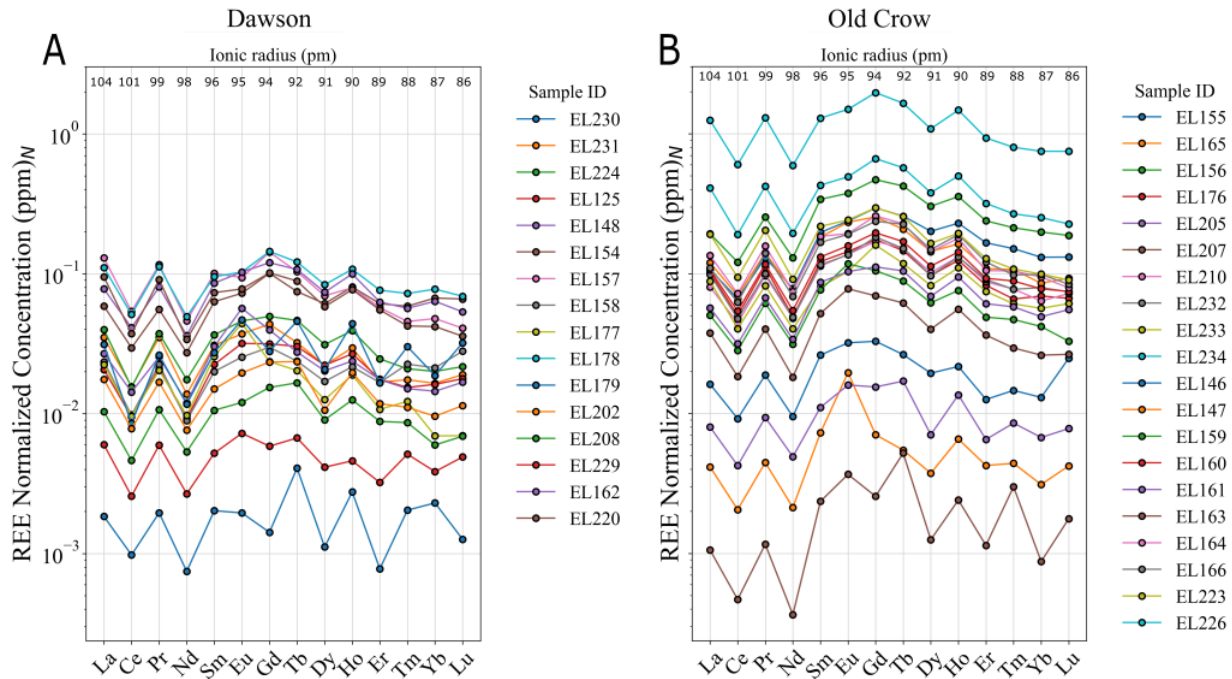 Dawson
Old Crow
A
B
Ionic radius (pm)
104 101 99 98 96 95 94 92 91 90 89 88 87 86
REE Normalized Concentration (ppm)N
10^0
10^-1
10^-2
10^-3
La Ce Pr Nd Sm Eu Gd Tb Dy Ho Er Tm Yb Lu
Sample ID
EL230
EL231
EL224
EL125
EL148
EL154
EL157
EL158
EL177
EL178
EL179
EL202
EL208
EL229
EL162
EL220
Ionic radius (pm)
104 101 99 98 96 95 94 92 91 90 89 88 87 86
REE Normalized Concentration (ppm)N
La Ce Pr Nd Sm Eu Gd Tb Dy Ho Er Tm Yb Lu
Sample ID
EL155
EL165
EL156
EL176
EL205
EL207
EL210
EL232
EL233
EL234
EL146
EL147
EL159
EL160
EL161
EL163
EL164
EL166
EL223
EL226